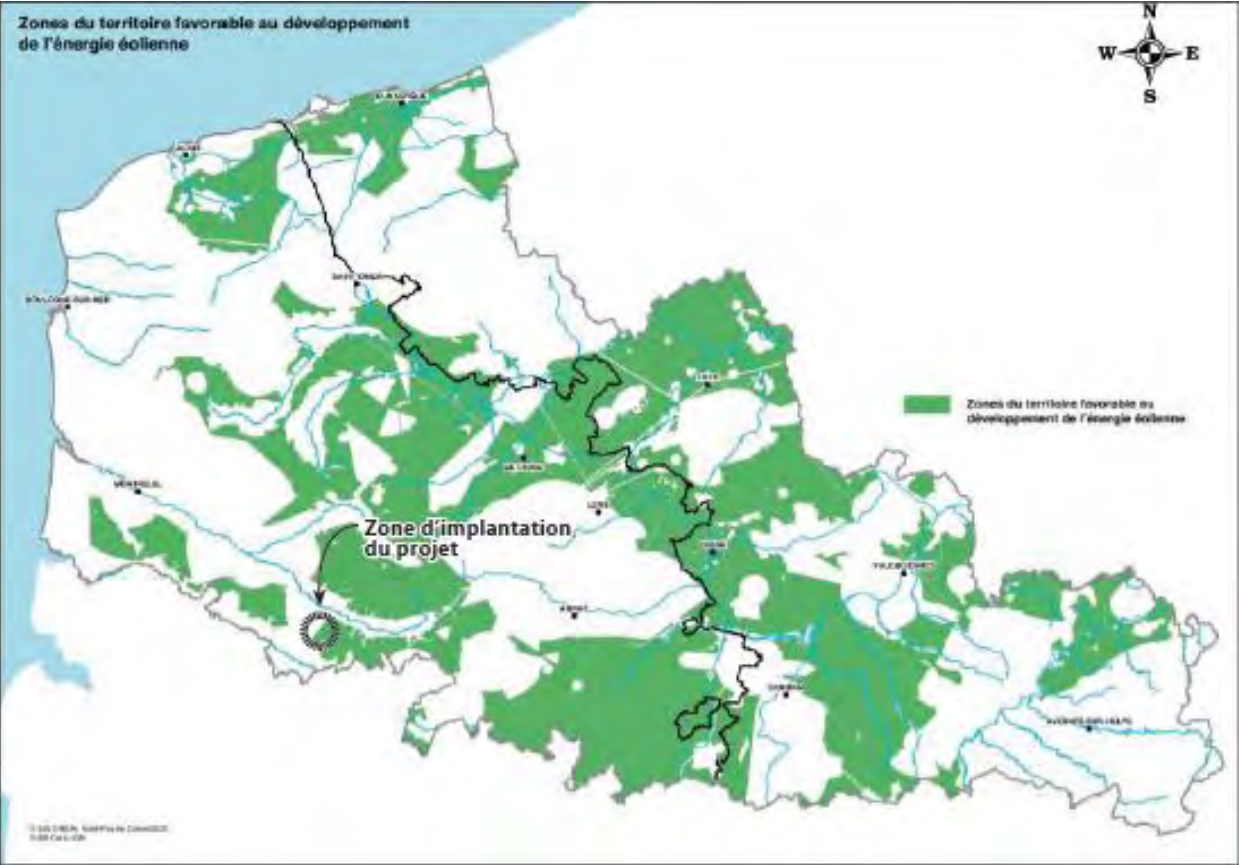 Zones du territoire favorable au développement
de l'énergie éolienne
N
W
E
S
DUNKERQUE
CALAIS
SAINT-OMER
BOULOGNE-SUR-MER
LILLE
Zones du territoire favorable au
développement de l'énergie éolienne
BETHUNE
MONTREUIL
LENS
Zone d'implantation
du projet
DOUAI
VALENCIENNES
ARRAS
CAMBRAI
AVESNES-SUR-HELPE